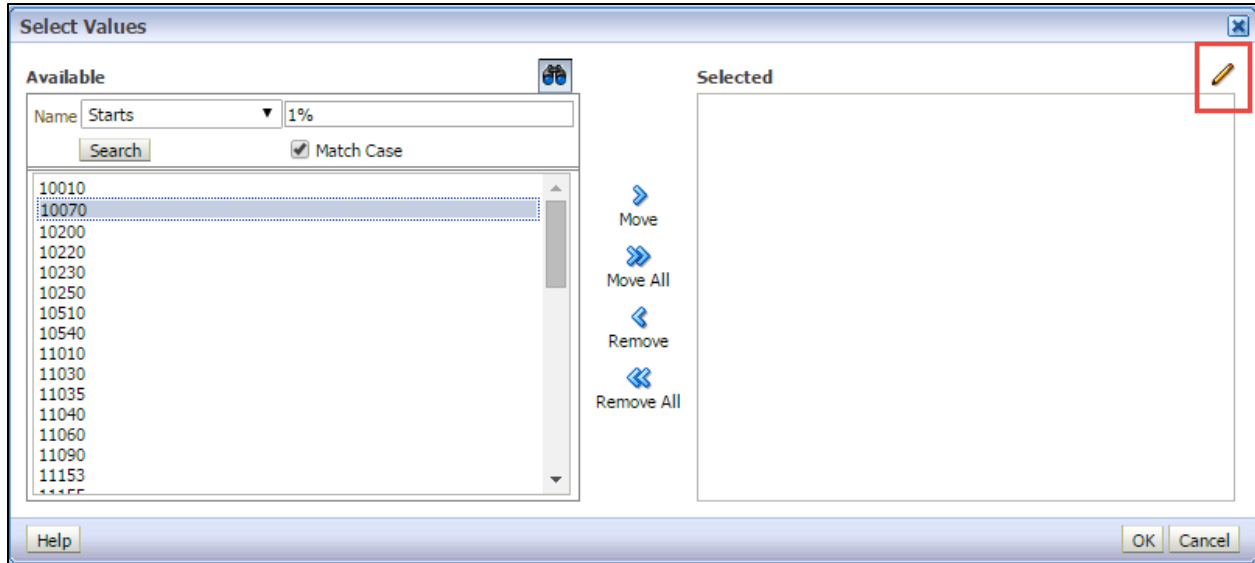 Select Values
Available
Selected
Name Starts 1%
Search Match Case
10010
10070
10200
10220
10230
10250
10510
10540
11010
11030
11035
11040
11060
11090
11153
Move
Move All
Remove
Remove All
Help
OK Cancel